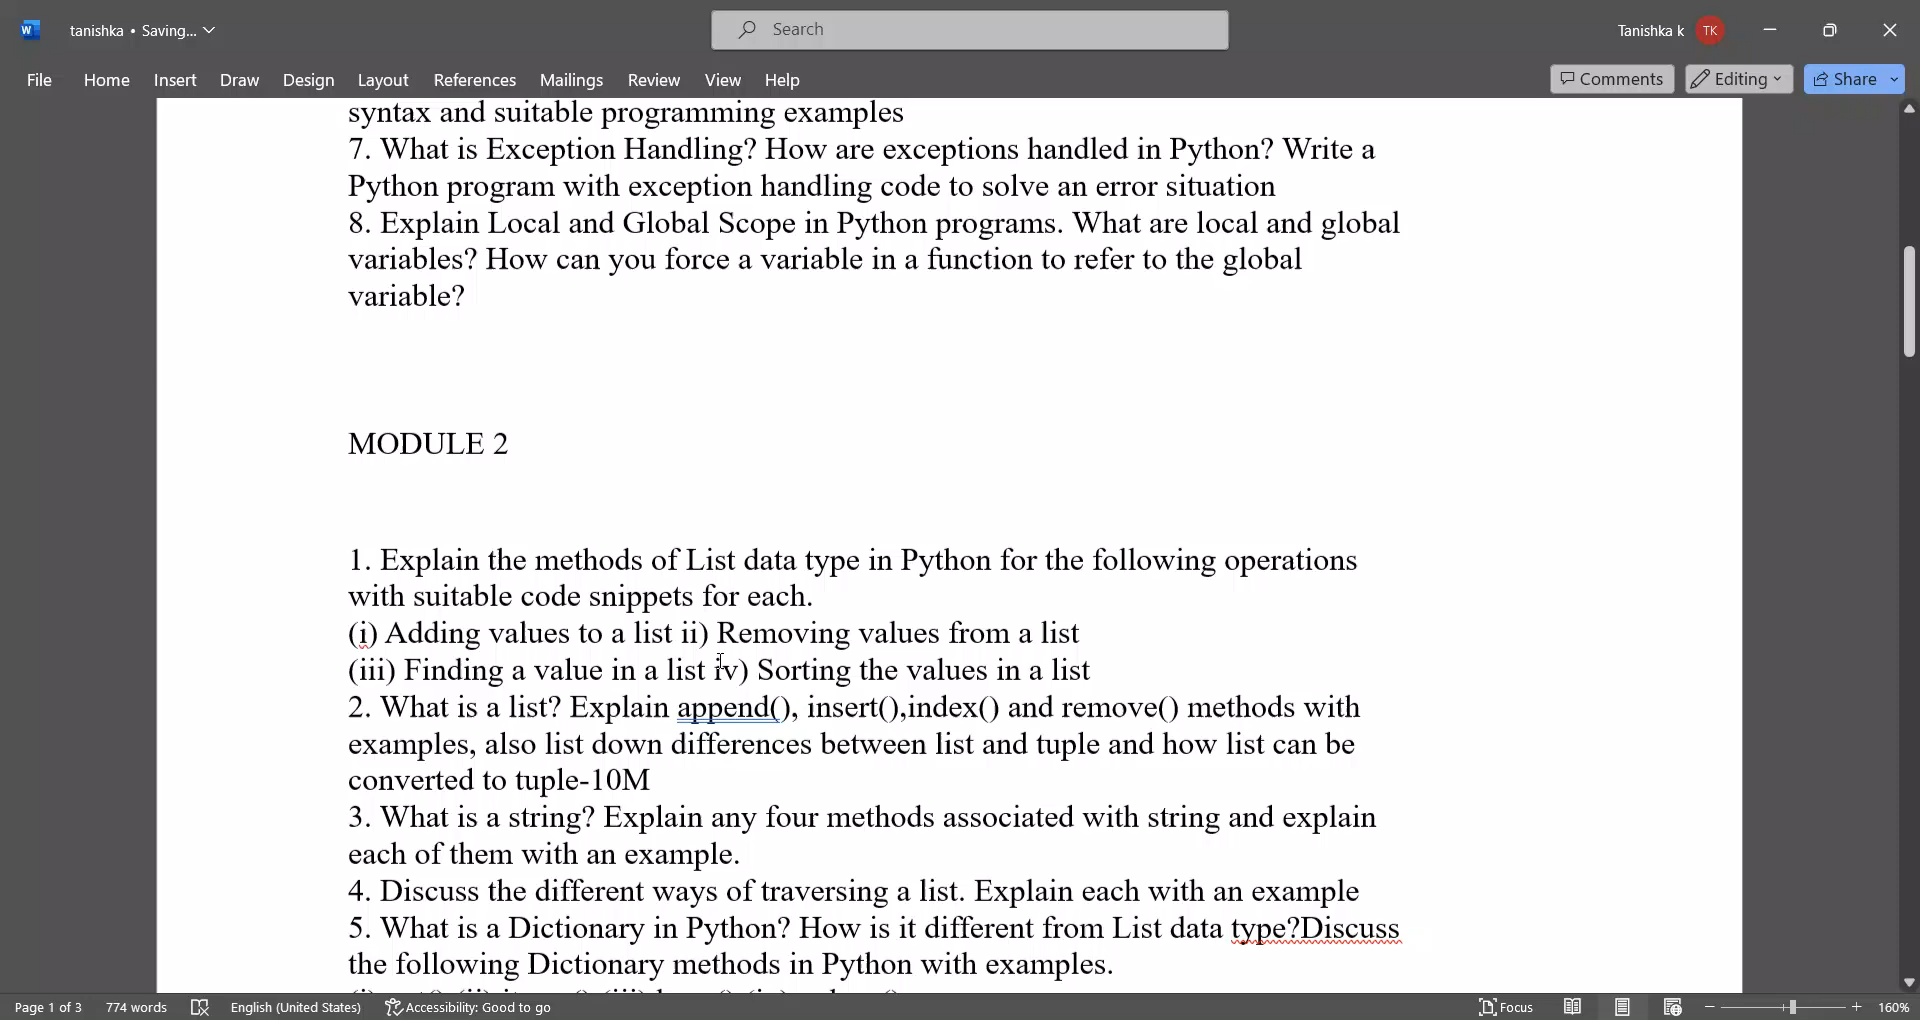 tanishka • Saving...
Search
Tanishka k TK
File Home Insert Draw Design Layout References Mailings Review View Help
Comments Editing Share
syntax and suitable programming examples
7. What is Exception Handling? How are exceptions handled in Python? Write a
Python program with exception handling code to solve an error situation
8. Explain Local and Global Scope in Python programs. What are local and global
variables? How can you force a variable in a function to refer to the global
variable?
MODULE 2
1. Explain the methods of List data type in Python for the following operations
with suitable code snippets for each.
(i) Adding values to a list ii) Removing values from a list
(iii) Finding a value in a list iv) Sorting the values in a list
2. What is a list? Explain append(), insert(),index() and remove() methods with
examples, also list down differences between list and tuple and how list can be
converted to tuple-10M
3. What is a string? Explain any four methods associated with string and explain
each of them with an example.
4. Discuss the different ways of traversing a list. Explain each with an example
5. What is a Dictionary in Python? How is it different from List data type?Discuss
the following Dictionary methods in Python with examples.
Page 1 of 3 774 words English (United States) Accessibility: Good to go Focus 160%